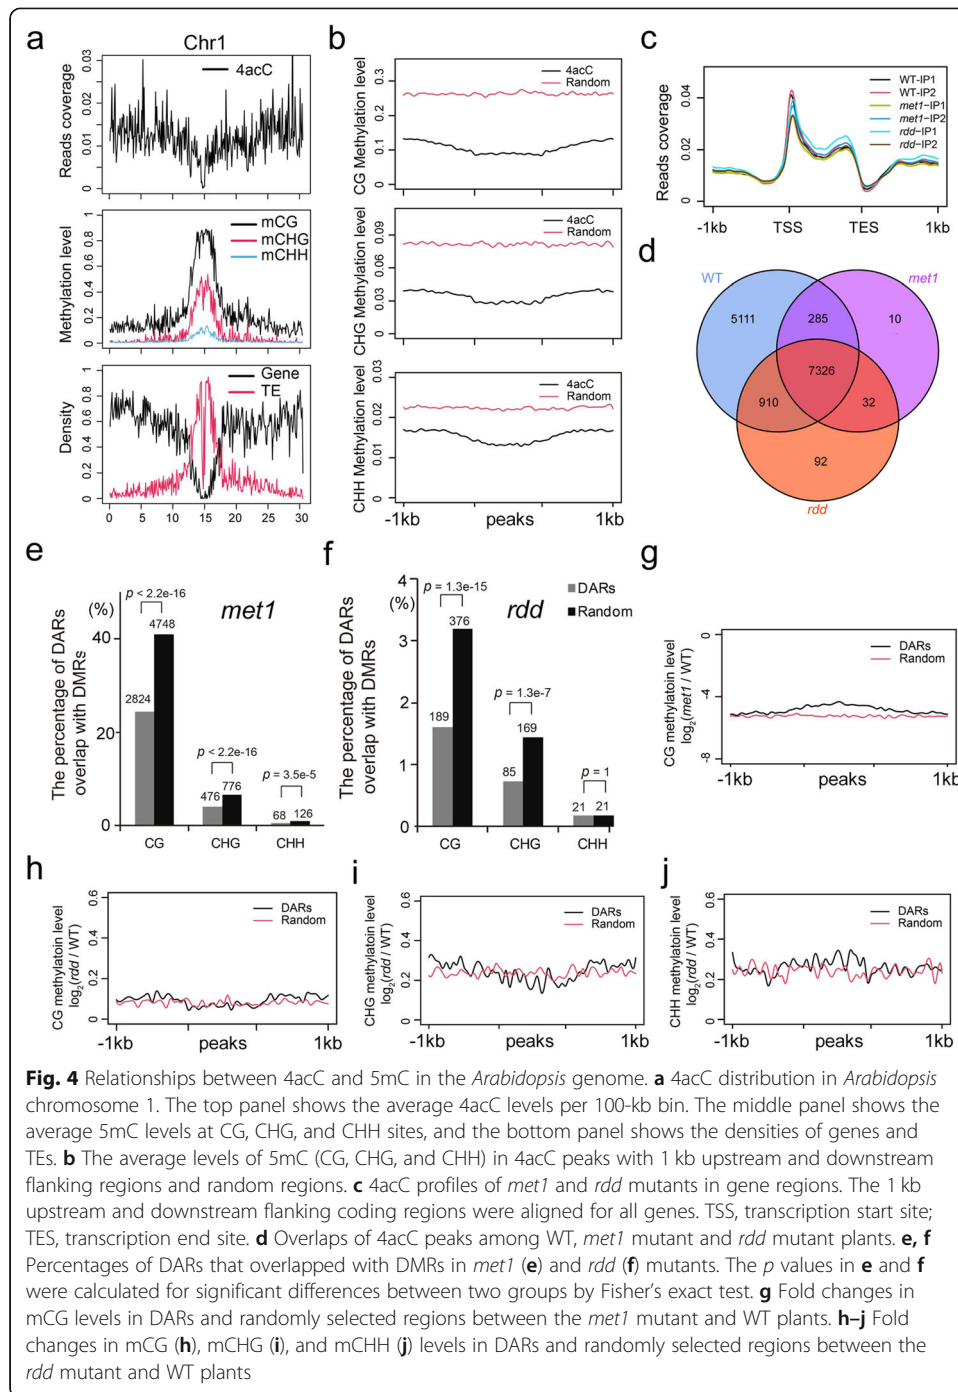 a
Chr1
Reads coverage
0
0.01
0.02
0.03
4acC
Methylation level
0
0.2
0.4
0.6
0.8
1
mCG
mCHG
mCHH
Density
0
0.2
0.4
0.6
0.8
1
Gene
TE
0 5 10 15 20 25 30
b
CG Methylation level
0
0.1
0.2
0.3
4acC
Random
CHG Methylation level
0
0.03
0.06
0.09
4acC
Random
CHH Methylation level
0
0.01
0.02
0.03
4acC
Random
-1kb peaks 1kb
c
Reads coverage
0
0.02
0.04
WT-IP1
WT-IP2
met1-IP1
met1-IP2
rdd-IP1
rdd-IP2
-1kb TSS TES 1kb
d
WT
met1
5111 285 10
7326
910 32
92
rdd
e
The percentage of DARs
overlap with DMRs
(%)
40
20
0
met1
p < 2.2e-16
4748
2824
p < 2.2e-16
476 776
p = 3.5e-5
68 126
CG CHG CHH
f
The percentage of DARs
overlap with DMRs
4
(%)
3
2
1
0
rdd
DARs
Random
p = 1.3e-15
376
189
p = 1.3e-7
169
85
p = 1
21 21
CG CHG CHH
g
CG methylatoin level
log2(met1 / WT)
0
-4
-8
DARs
Random
-1kb peaks 1kb
h
CG methylatoin level
log2(rdd / WT)
0
0.2
0.4
0.6
DARs
Random
-1kb peaks 1kb
i
CHG methylatoin level
log2(rdd / WT)
0
0.2
0.4
0.6
DARs
Random
-1kb peaks 1kb
j
CHH methylatoin level
log2(rdd / WT)
0
0.2
0.4
0.6
DARs
Random
-1kb peaks 1kb
Fig. 4 Relationships between 4acC and 5mC in the Arabidopsis genome. a 4acC distribution in Arabidopsis
chromosome 1. The top panel shows the average 4acC levels per 100-kb bin. The middle panel shows the
average 5mC levels at CG, CHG, and CHH sites, and the bottom panel shows the densities of genes and
TEs. b The average levels of 5mC (CG, CHG, and CHH) in 4acC peaks with 1 kb upstream and downstream
flanking regions and random regions. c 4acC profiles of met1 and rdd mutants in gene regions. The 1 kb
upstream and downstream flanking coding regions were aligned for all genes. TSS, transcription start site;
TES, transcription end site. d Overlaps of 4acC peaks among WT, met1 mutant and rdd mutant plants. e, f
Percentages of DARs that overlapped with DMRs in met1 (e) and rdd (f) mutants. The p values in e and f
were calculated for significant differences between two groups by Fisher's exact test. g Fold changes in
mCG levels in DARs and randomly selected regions between the met1 mutant and WT plants. h–j Fold
changes in mCG (h), mCHG (i), and mCHH (j) levels in DARs and randomly selected regions between the
rdd mutant and WT plants